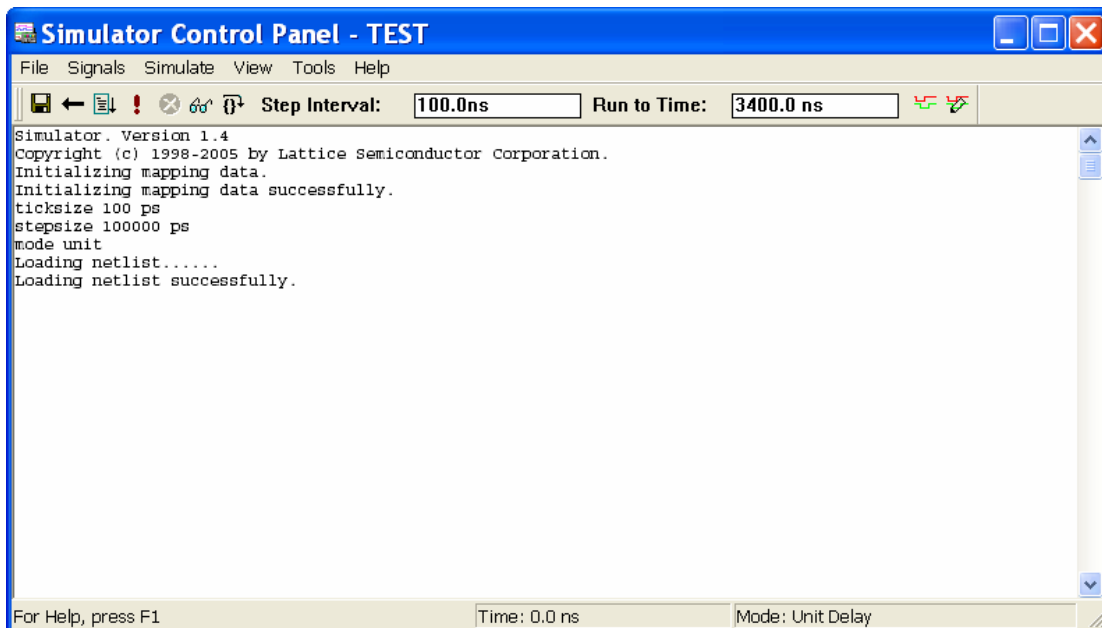 Simulator Control Panel - TEST
File Signals Simulate View Tools Help
Step Interval: 100.0ns Run to Time: 3400.0 ns
Simulator. Version 1.4
Copyright (c) 1998-2005 by Lattice Semiconductor Corporation.
Initializing mapping data.
Initializing mapping data successfully.
ticksize 100 ps
stepsize 100000 ps
mode unit
Loading netlist......
Loading netlist successfully.
For Help, press F1 Time: 0.0 ns Mode: Unit Delay